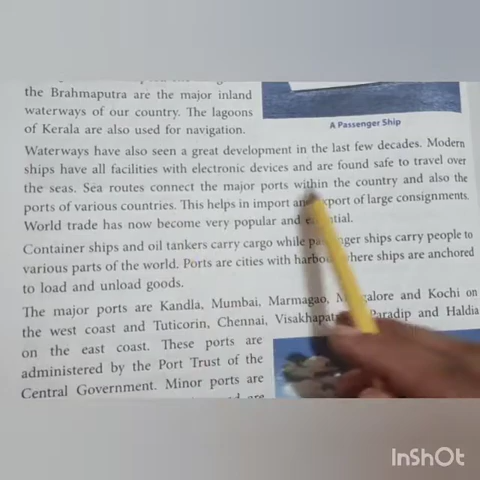 the Brahmaputra are the major inland
waterways of our country. The lagoons
of Kerala are also used for navigation.
A Passenger Ship
Waterways have also seen a great development in the last few decades. Modern
ships have all facilities with electronic devices and are found safe to travel over
the seas. Sea routes connect the major ports within the country and also the
ports of various countries. This helps in import and export of large consignments.
World trade has now become very popular and essential.
Container ships and oil tankers carry cargo while passenger ships carry people to
various parts of the world. Ports are cities with harbours where ships are anchored
to load and unload goods.
The major ports are Kandla, Mumbai, Marmagao, Mangalore and Kochi on
the west coast and Tuticorin, Chennai, Visakhapatnam, Paradip and Haldia
on the east coast. These ports are
administered by the Port Trust of the
Central Government. Minor ports are
InShOt